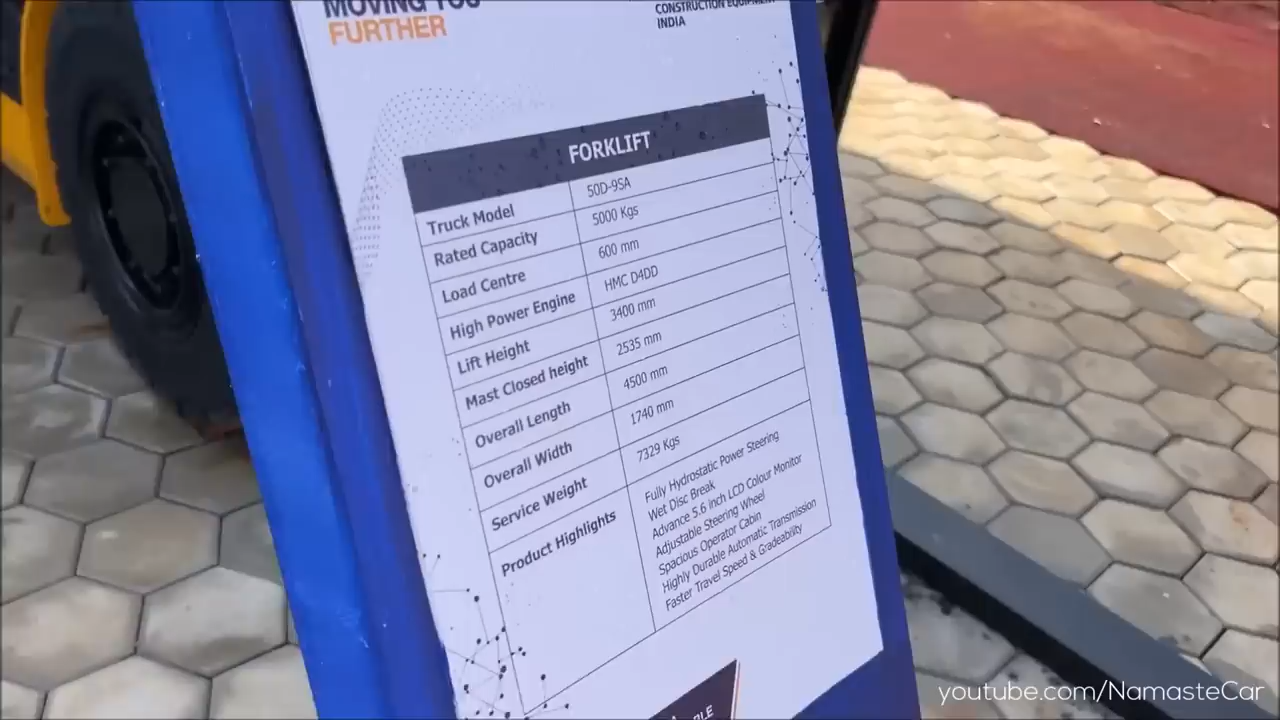 MOVING YOU
FURTHER
CONSTRUCTION EQUIPMENT
INDIA
FORKLIFT
Truck Model 50D-9SA
Rated Capacity 5000 Kgs
Load Centre 600 mm
High Power Engine HMC D4DD
Lift Height 3400 mm
Mast Closed height 2535 mm
Overall Length 4500 mm
Overall Width 1740 mm
Service Weight 7329 Kgs
Product Highlights Fully Hydrostatic Power Steering
Wet Disc Break
Advance 5.6 inch LCD Colour Monitor
Adjustable Steering Wheel
Spacious Operator Cabin
Highly Durable Automatic Transmission
Faster Travel Speed & Gradeability
youtube.com/NamasteCar